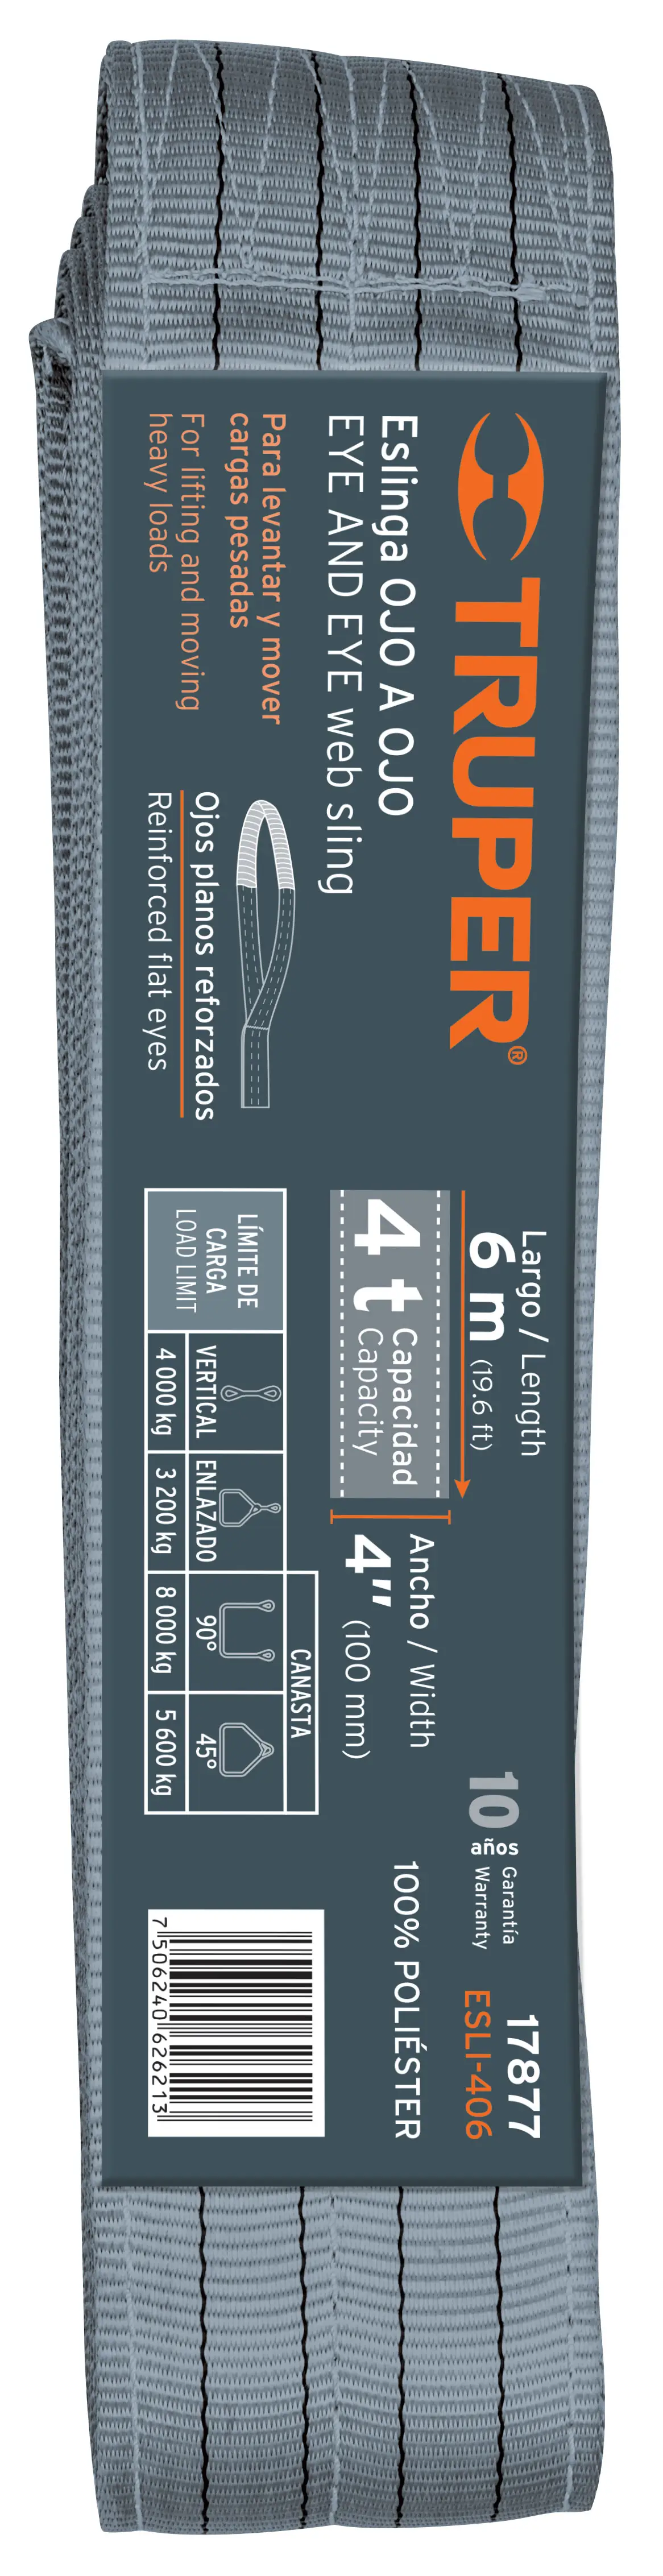 TRUPER®
Eslinga OJO A OJO
EYE AND EYE web sling
Para levantar y mover
cargas pesadas
For lifting and moving
heavy loads
Ojos planos reforzados
Reinforced flat eyes
Largo / Length
6 m (19.6 ft)
4 t Capacidad
Capacity
Ancho / Width
4" (100 mm)
CANASTA
LÍMITE DE
CARGA
LOAD LIMIT
VERTICAL ENLAZADO 90° 45°
4 000 kg 3 200 kg 8 000 kg 5 600 kg
10 años Garantía
Warranty
17877
ESLI-406
100% POLIÉSTER
7 506240 626213